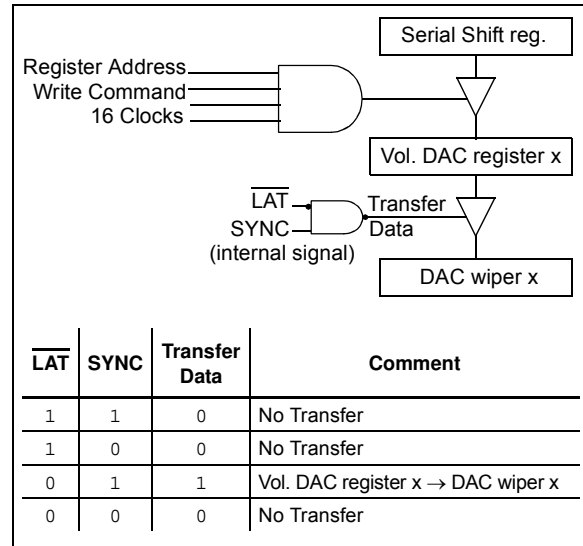 Serial Shift reg.
Register Address
Write Command
16 Clocks
Vol. DAC register x
L̅A̅T̅
SYNC
(internal signal)
Transfer
Data
DAC wiper x
L̅A̅T̅ SYNC Transfer Data Comment
1 1 0 No Transfer
1 0 0 No Transfer
0 1 1 Vol. DAC register x → DAC wiper x
0 0 0 No Transfer